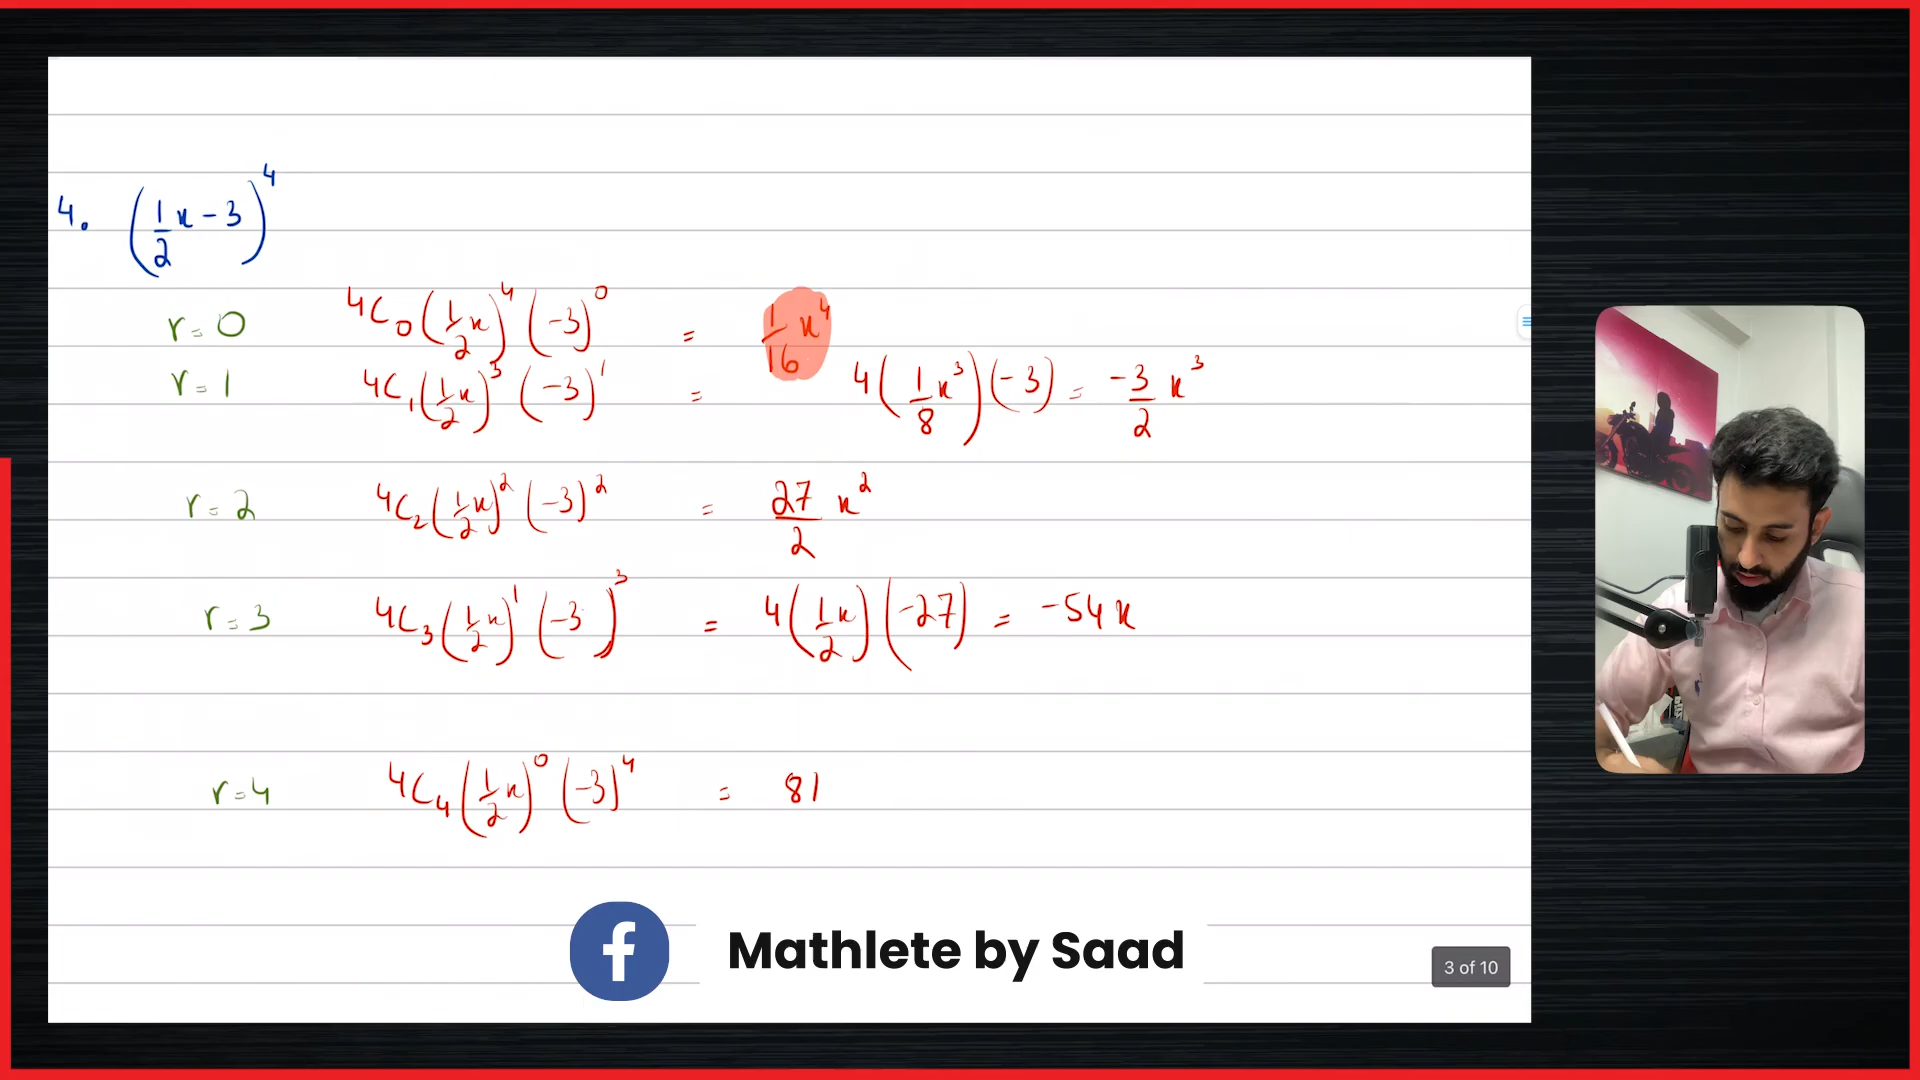 4. (1/2 x - 3)^4
r = 0 4C0 (1/2 x)^4 (-3)^0 = 1/16 x^4
r = 1 4C1 (1/2 x)^3 (-3)^1 = 4 (1/8 x^3) (-3) = -3/2 x^3
r = 2 4C2 (1/2 x)^2 (-3)^2 = 27/2 x^2
r = 3 4C3 (1/2 x)^1 (-3)^3 = 4 (1/2 x) (-27) = -54x
r = 4 4C4 (1/2 x)^0 (-3)^4 = 81
f Mathlete by Saad
3 of 10